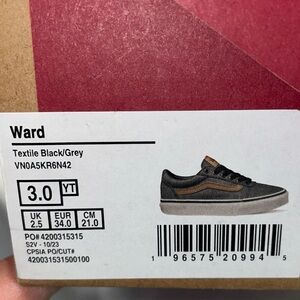 Ward
Textile Black/Grey
VN0A5KR6N42
3.0 YT
UK EUR CM
2.5 34.0 21.0
PO# 4200315315
S2V - 10/23
CPSIA PO/CUT#
420031531500100
1 96575 20994 5